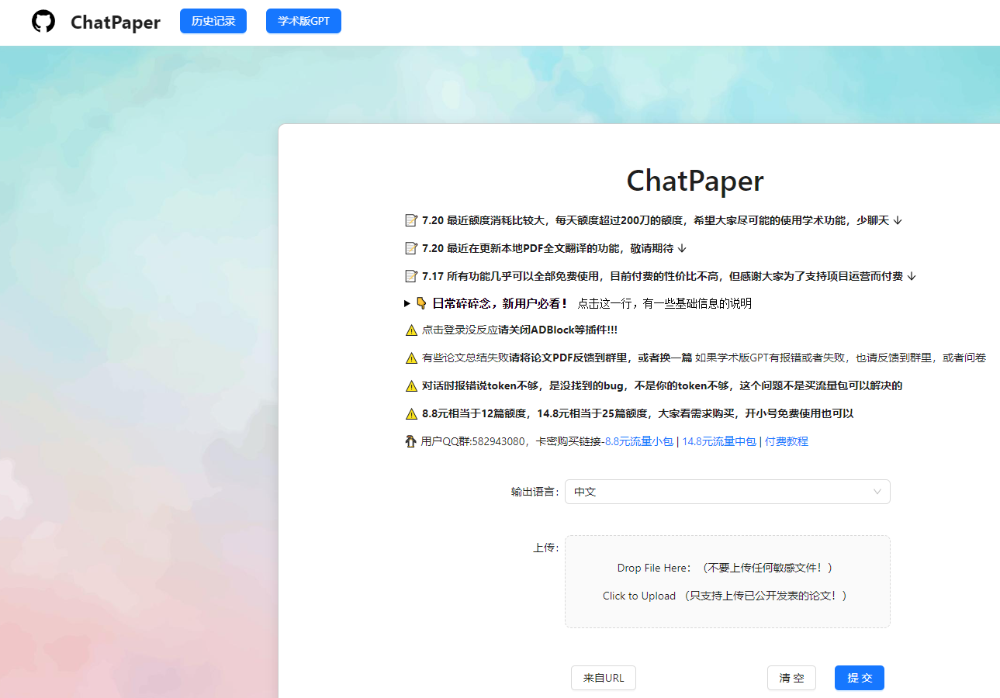 ChatPaper 历史记录 学术版GPT
ChatPaper
7.20 最近额度消耗比较大，每天额度超过200刀的额度，希望大家尽可能的使用学术功能，少聊天 ↓
7.20 最近在更新本地PDF全文翻译的功能，敬请期待 ↓
7.17 所有功能几乎可以全部免费使用，目前付费的性价比不高，但感谢大家为了支持项目运营而付费 ↓
日常碎碎念，新用户必看！ 点击这一行，有一些基础信息的说明
点击登录没反应请关闭ADBlock等插件!!!
有些论文总结失败请将论文PDF反馈到群里，或者换一篇 如果学术版GPT有报错或者失败，也请反馈到群里，或者问卷
对话时报错说token不够，是没找到的bug，不是你的token不够，这个问题不是买流量包可以解决的
8.8元相当于12篇额度，14.8元相当于25篇额度，大家看需求购买，开小号免费使用也可以
用户QQ群:582943080，卡密购买链接-8.8元流量小包 | 14.8元流量中包 | 付费教程
输出语言: 中文
上传:
Drop File Here: （不要上传任何敏感文件！）
Click to Upload （只支持上传已公开发表的论文！）
来自URL 清 空 提 交